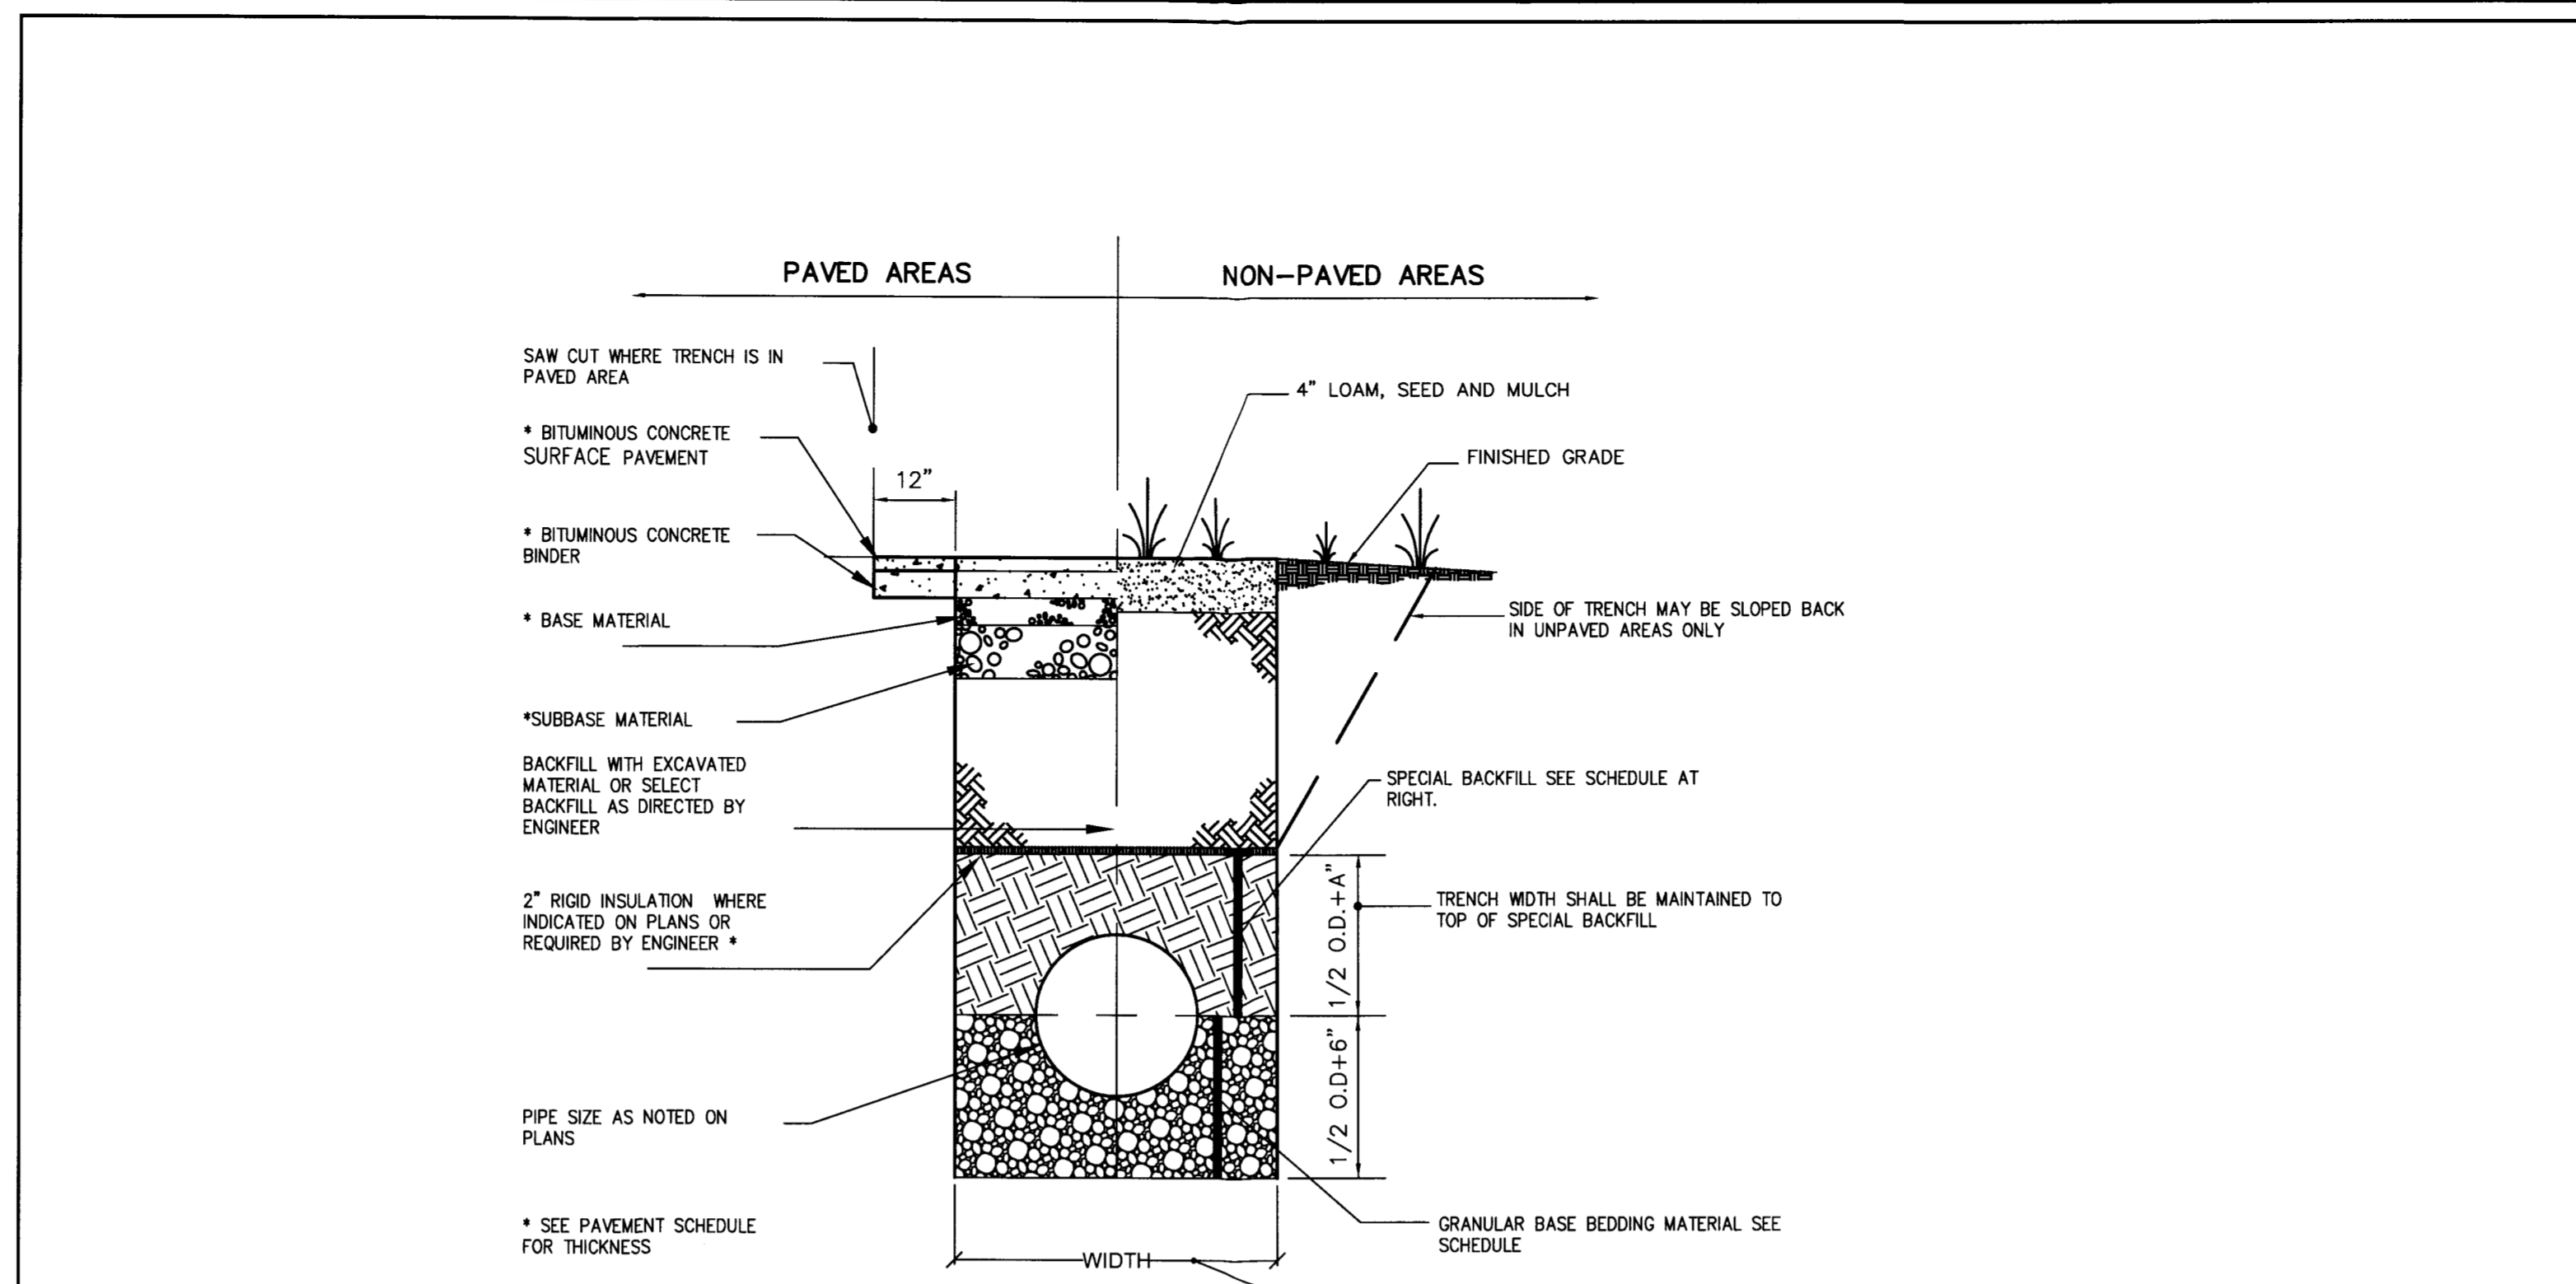 PAVED AREAS
NON-PAVED AREAS
SAW CUT WHERE TRENCH IS IN
PAVED AREA
4" LOAM, SEED AND MULCH
* BITUMINOUS CONCRETE
SURFACE PAVEMENT
FINISHED GRADE
12"
* BITUMINOUS CONCRETE
BINDER
* BASE MATERIAL
SIDE OF TRENCH MAY BE SLOPED BACK
IN UNPAVED AREAS ONLY
*SUBBASE MATERIAL
BACKFILL WITH EXCAVATED
MATERIAL OR SELECT
BACKFILL AS DIRECTED BY
ENGINEER
SPECIAL BACKFILL SEE SCHEDULE AT
RIGHT.
2" RIGID INSULATION WHERE
INDICATED ON PLANS OR
REQUIRED BY ENGINEER *
1/2 O.D.+A"
TRENCH WIDTH SHALL BE MAINTAINED TO
TOP OF SPECIAL BACKFILL
1/2 O.D+6"
PIPE SIZE AS NOTED ON
PLANS
* SEE PAVEMENT SCHEDULE
FOR THICKNESS
GRANULAR BASE BEDDING MATERIAL SEE
SCHEDULE
WIDTH